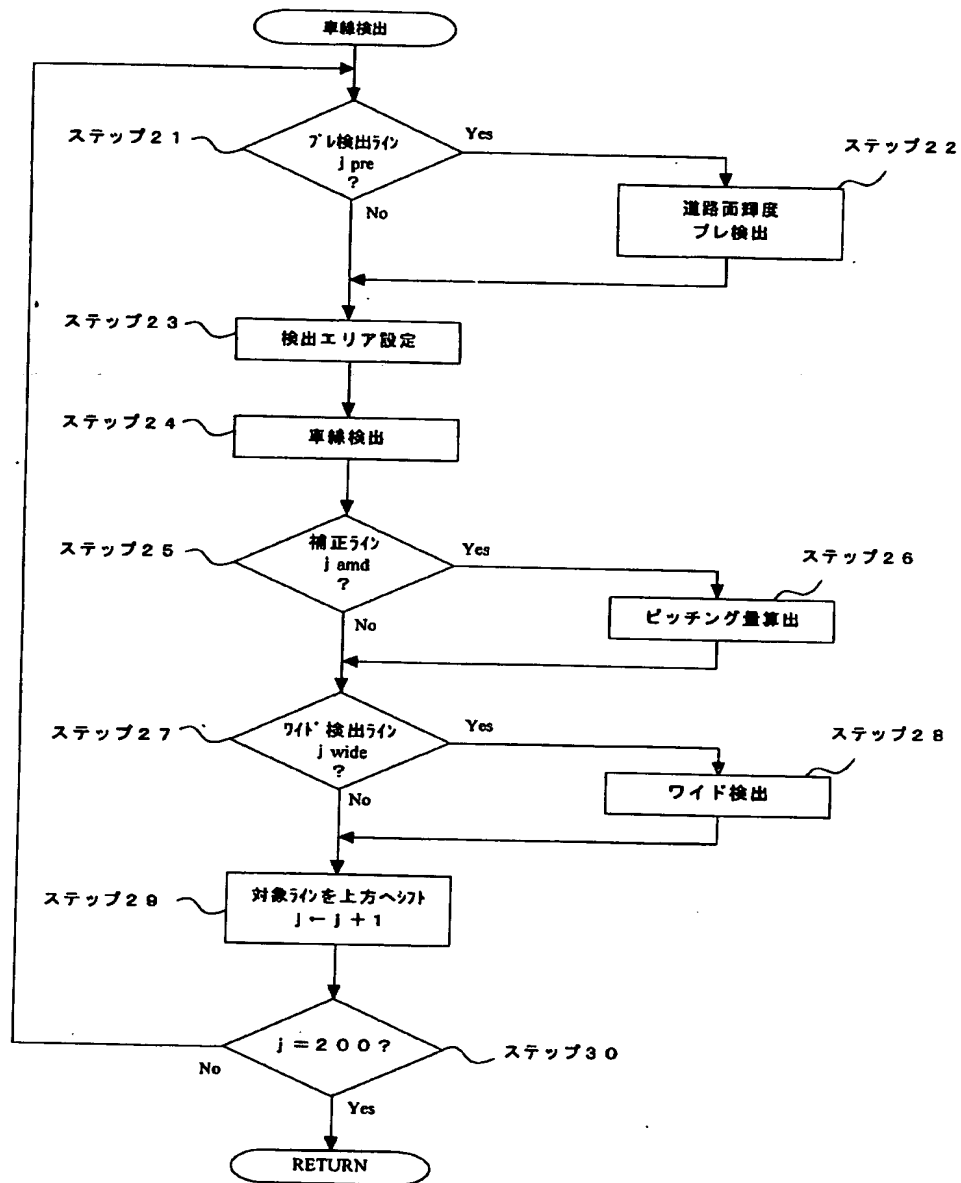 車線検出
ステップ21
ﾌﾟﾚ検出ﾗｲﾝ
j pre
?
Yes
No
ステップ22
道路面輝度
プレ検出
ステップ23
検出エリア設定
ステップ24
車線検出
ステップ25
補正ﾗｲﾝ
j amd
?
Yes
No
ステップ26
ピッチング量算出
ステップ27
ﾜｲﾄﾞ検出ﾗｲﾝ
j wide
?
Yes
No
ステップ28
ワイド検出
ステップ29
対象ﾗｲﾝを上方へｼﾌﾄ
j ← j + 1
j = 200 ?
ステップ30
No
Yes
RETURN